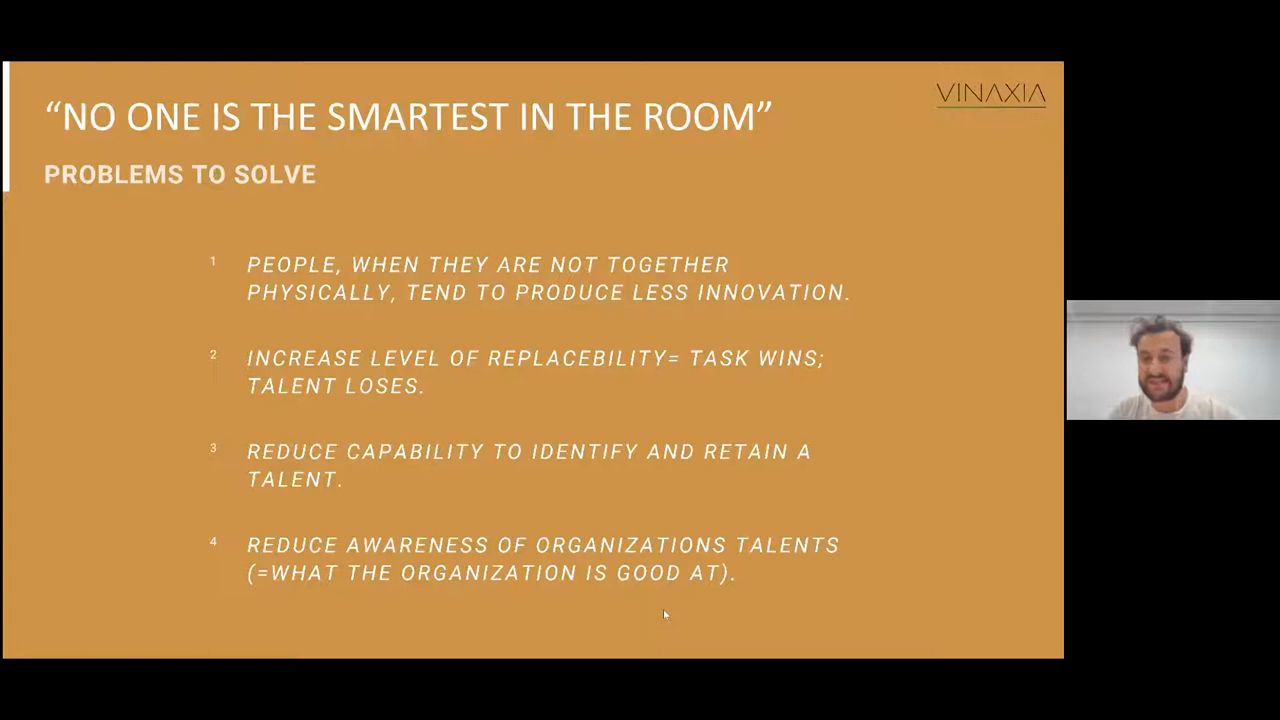 “NO ONE IS THE SMARTEST IN THE ROOM”
VINAXIA
PROBLEMS TO SOLVE
1 PEOPLE, WHEN THEY ARE NOT TOGETHER
PHYSICALLY, TEND TO PRODUCE LESS INNOVATION.
2 INCREASE LEVEL OF REPLACEBILITY= TASK WINS;
TALENT LOSES.
3 REDUCE CAPABILITY TO IDENTIFY AND RETAIN A
TALENT.
4 REDUCE AWARENESS OF ORGANIZATIONS TALENTS
(=WHAT THE ORGANIZATION IS GOOD AT).